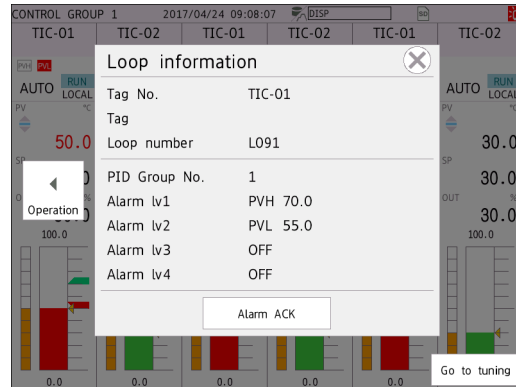 CONTROL GROUP 1 2017/04/24 09:08:07 DISP SD
TIC-01 TIC-02 TIC-01 TIC-02 TIC-01 TIC-02
PVH PVL
AUTO RUN LOCAL
PV °C
50.0
SP
Operation
%
100.0
Loop information
Tag No. TIC-01
Tag
Loop number L091
PID Group No. 1
Alarm lv1 PVH 70.0
Alarm lv2 PVL 55.0
Alarm lv3 OFF
Alarm lv4 OFF
Alarm ACK
AUTO RUN LOCAL
PV °C
30.0
SP
30.0
OUT %
30.0
100.0
Go to tuning
0.0 0.0 0.0 0.0 0.0 0.0